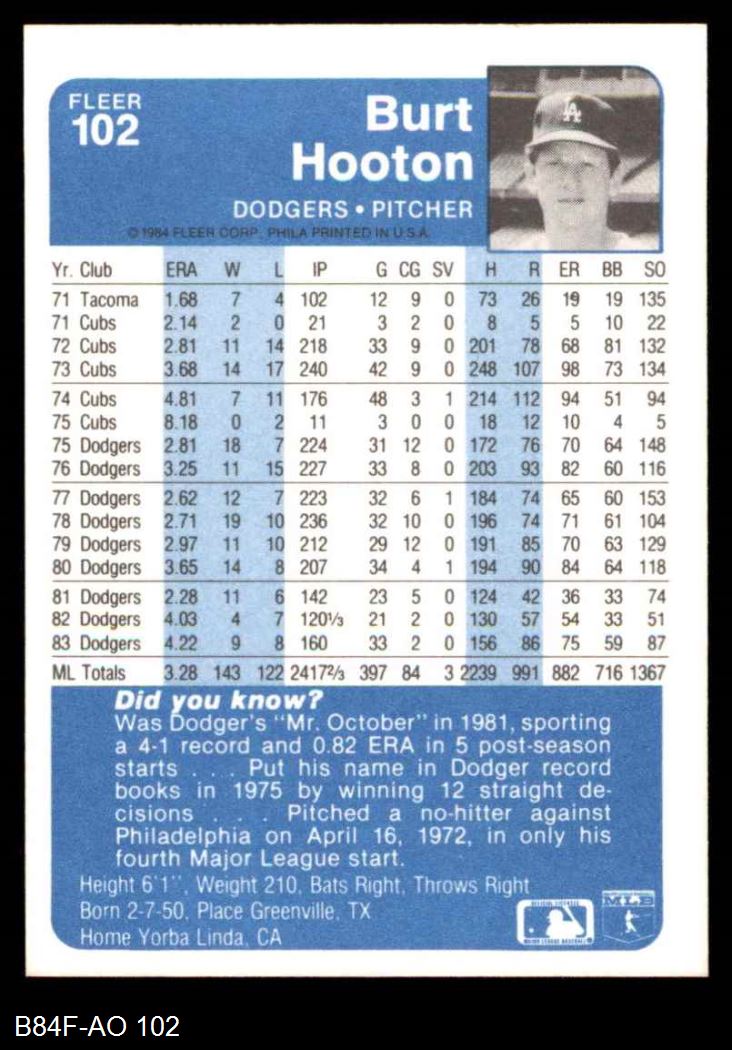 FLEER
102
Burt
Hooton
LA
DODGERS • PITCHER
© 1984 FLEER CORP. PHILA PRINTED IN U.S.A.
Yr. Club ERA W L IP G CG SV H R ER BB SO
71 Tacoma 1.68 7 4 102 12 9 0 73 26 19 19 135
71 Cubs 2.14 2 0 21 3 2 0 8 5 5 10 22
72 Cubs 2.81 11 14 218 33 9 0 201 78 68 81 132
73 Cubs 3.68 14 17 240 42 9 0 248 107 98 73 134
74 Cubs 4.81 7 11 176 48 3 1 214 112 94 51 94
75 Cubs 8.18 0 2 11 3 0 0 18 12 10 4 5
75 Dodgers 2.81 18 7 224 31 12 0 172 76 70 64 148
76 Dodgers 3.25 11 15 227 33 8 0 203 93 82 60 116
77 Dodgers 2.62 12 7 223 32 6 1 184 74 65 60 153
78 Dodgers 2.71 19 10 236 32 10 0 196 74 71 61 104
79 Dodgers 2.97 11 10 212 29 12 0 191 85 70 63 129
80 Dodgers 3.65 14 8 207 34 4 1 194 90 84 64 118
81 Dodgers 2.28 11 6 142 23 5 0 124 42 36 33 74
82 Dodgers 4.03 4 7 120⅓ 21 2 0 130 57 54 33 51
83 Dodgers 4.22 9 8 160 33 2 0 156 86 75 59 87
ML Totals 3.28 143 122 2417⅔ 397 84 3 2239 991 882 716 1367
Did you know?
Was Dodger's "Mr. October" in 1981, sporting
a 4-1 record and 0.82 ERA in 5 post-season
starts . . . Put his name in Dodger record
books in 1975 by winning 12 straight de-
cisions . . . Pitched a no-hitter against
Philadelphia on April 16, 1972, in only his
fourth Major League start.
Height 6'1", Weight 210, Bats Right, Throws Right
Born 2-7-50, Place Greenville, TX
Home Yorba Linda, CA
B84F-AO 102